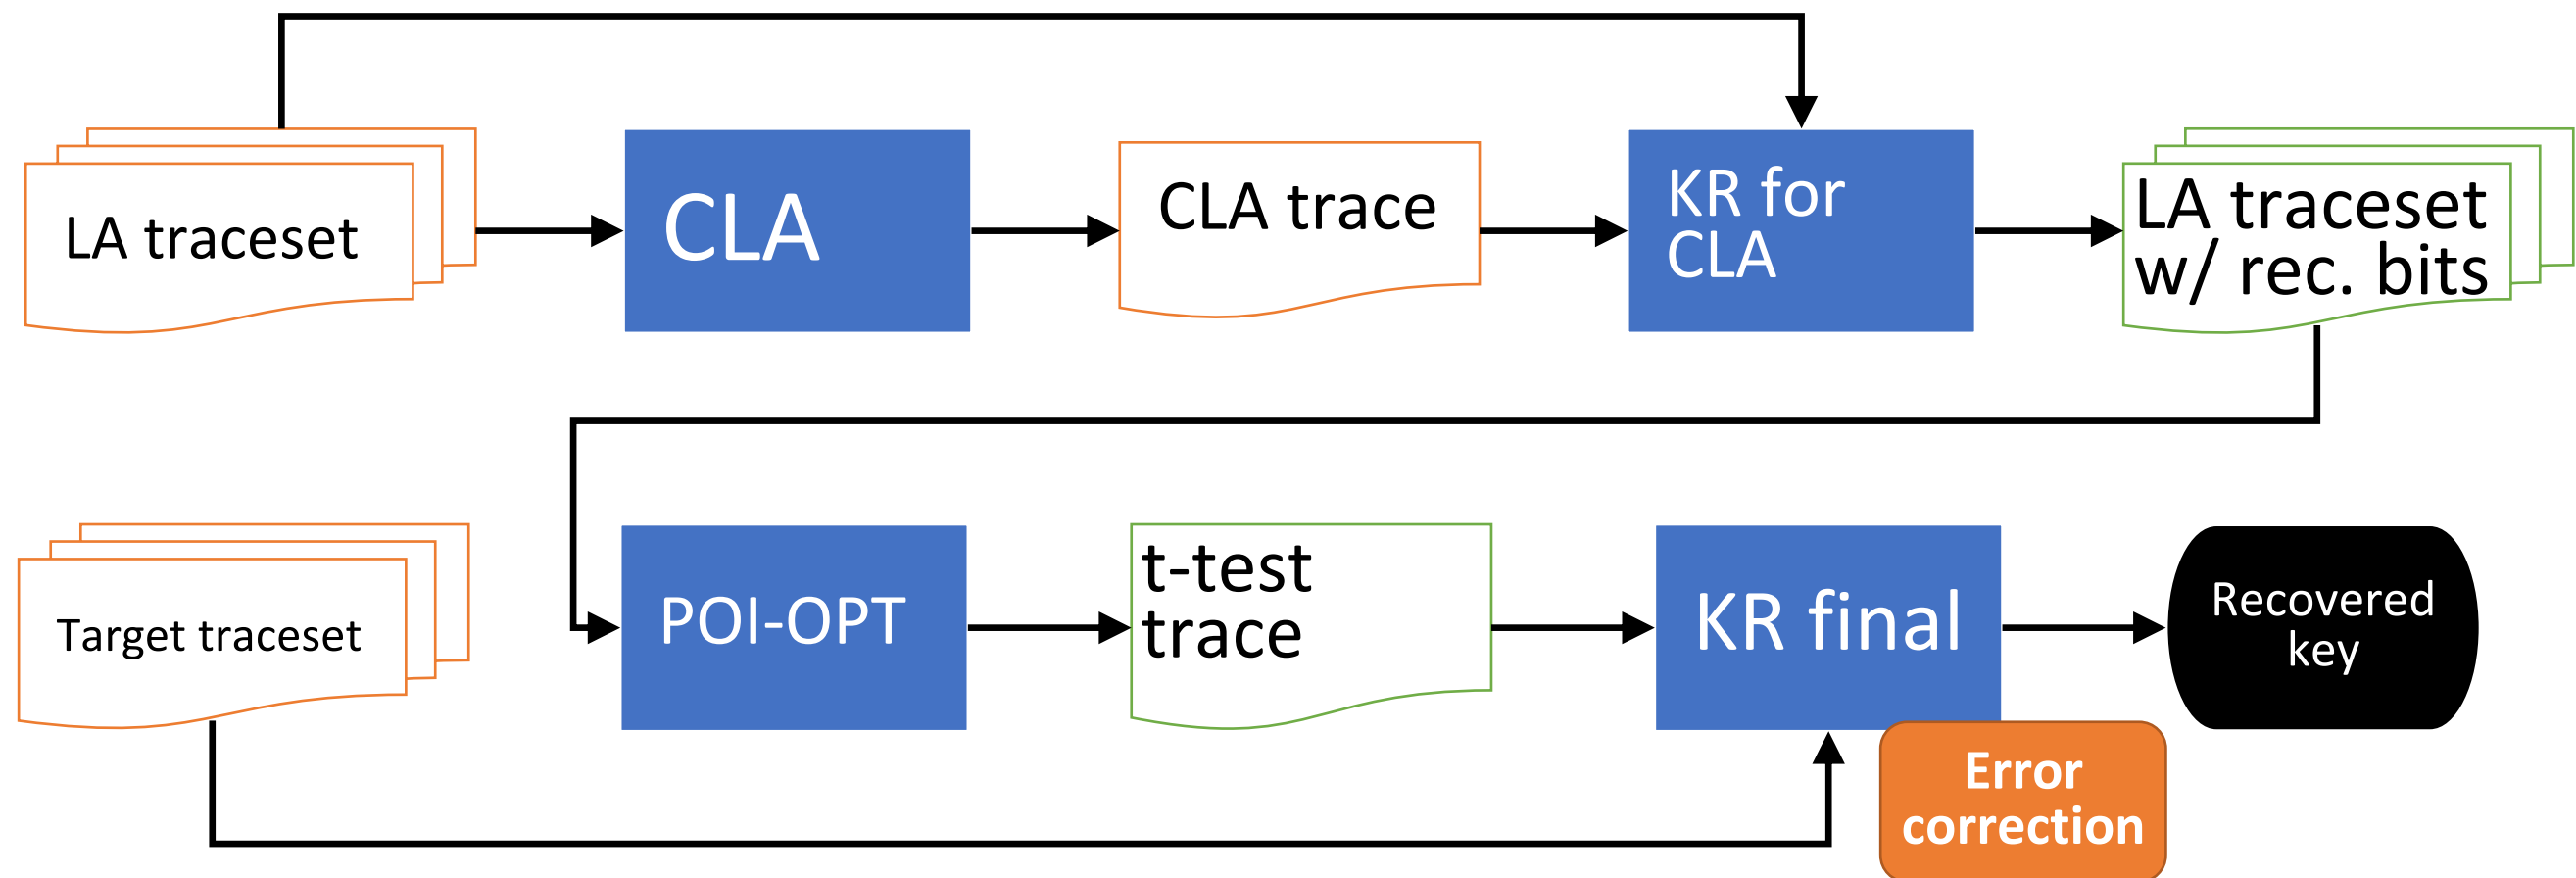 LA traceset
CLA
CLA trace
KR for
CLA
LA traceset
w/ rec. bits
Target traceset
POI-OPT
t-test
trace
KR final
Recovered
key
Error
correction